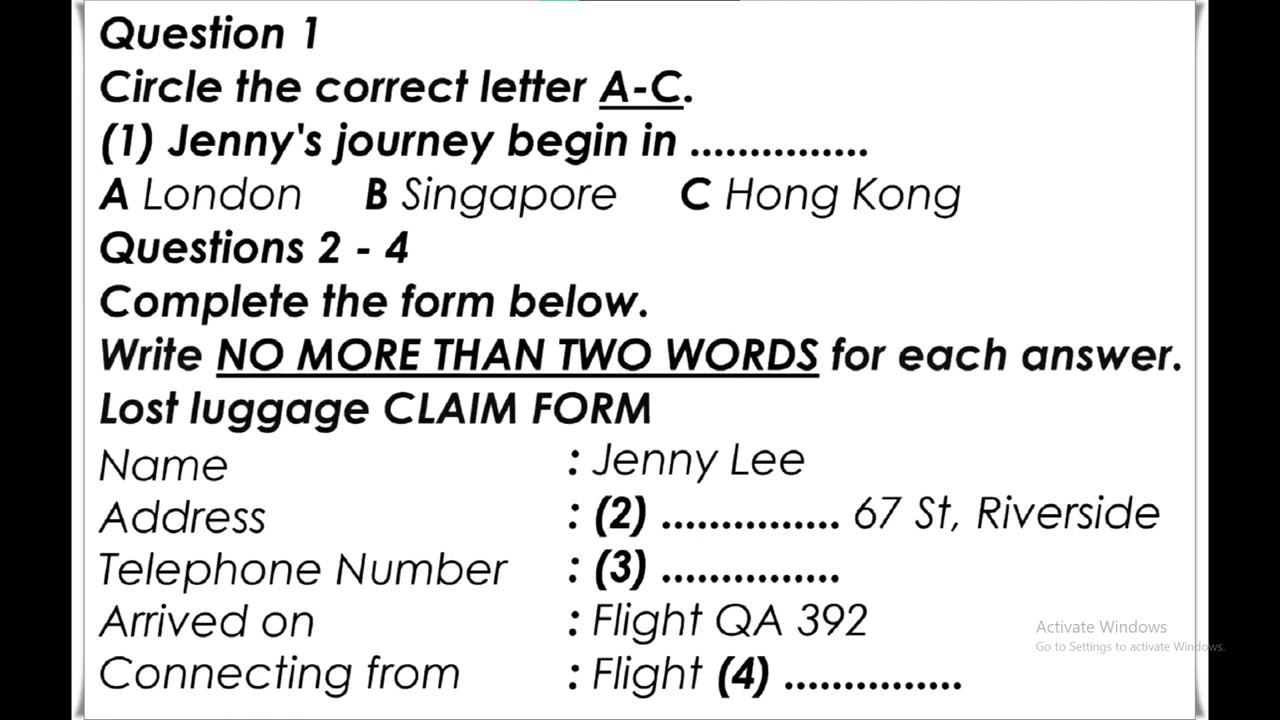 Question 1
Circle the correct letter A-C.
(1) Jenny's journey begin in ...............
A London B Singapore C Hong Kong
Questions 2 - 4
Complete the form below.
Write NO MORE THAN TWO WORDS for each answer.
Lost luggage CLAIM FORM
Name : Jenny Lee
Address : (2) ............... 67 St, Riverside
Telephone Number : (3) ...............
Arrived on : Flight QA 392
Connecting from : Flight (4) ...............
Activate Windows
Go to Settings to activate Windows.